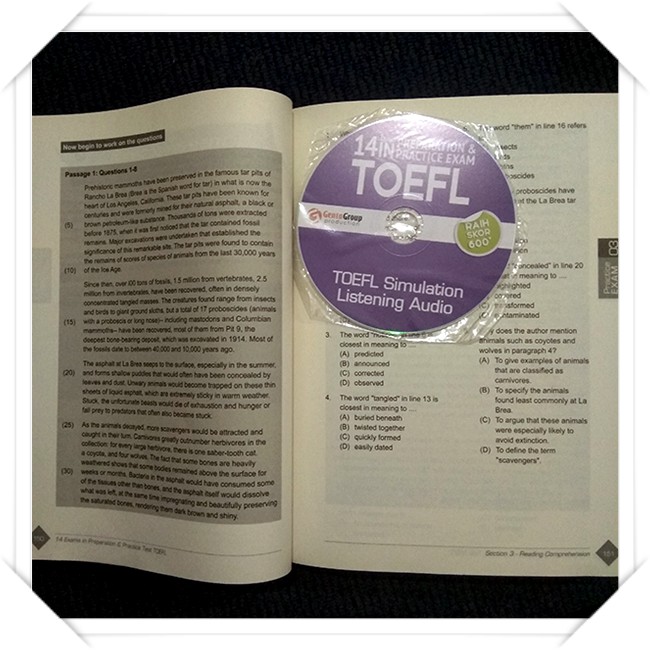 Now begin to work on the questions
Passage 1: Questions 1-8
Prehistoric mammoths have been preserved in the famous tar pits of
Rancho La Brea (Brea is the Spanish word for tar) in what is now the
heart of Los Angeles, California. These tar pits have been known for
centuries and were formerly mined for their natural asphalt, a black or
(5) brown petroleum-like substance. Thousands of tons were extracted
before 1875, when it was first noticed that the tar contained fossil
remains. Major excavations were undertaken that established the
significance of this remarkable site. The tar pits were found to contain
the remains of scores of species of animals from the last 30,000 years
(10) of the Ice Age.
Since then, over 100 tons of fossils, 1.5 million from vertebrates, 2.5
million from invertebrates, have been recovered, often in densely
concentrated tangled masses. The creatures found range from insects
and birds to giant ground sloths, but a total of 17 proboscides (animals
(15) with a proboscis or long nose)– including mastodons and Columbian
mammoths– have been recovered, most of them from Pit 9, the
deepest bone-bearing deposit, which was excavated in 1914. Most of
the fossils date to between 40,000 and 10,000 years ago.
The asphalt at La Brea seeps to the surface, especially in the summer,
(20) and forms shallow puddles that would often have been concealed by
leaves and dust. Unwary animals would become trapped on these thin
sheets of liquid asphalt, which are extremely sticky in warm weather.
Stuck, the unfortunate beasts would die of exhaustion and hunger or
fall prey to predators that often also became stuck.
(25) As the animals decayed, more scavengers would be attracted and
caught in their turn. Carnivores greatly outnumber herbivores in the
collection: for every large herbivore, there is one saber-tooth cat,
a coyote, and four wolves. The fact that some bones are heavily
weathered shows that some bodies remained above the surface for
(30) weeks or months. Bacteria in the asphalt would have consumed some
of the tissues other than bones, and the asphalt itself would dissolve
what was left, at the same time impregnating and beautifully preserving
the saturated bones, rendering them dark brown and shiny.
14 Exams in Preparation & Practice Test TOEFL
14 IN PREPARATION &
PRACTICE EXAM
TOEFL
GentaGroup
production
RAIH
SKOR
600+
TOEFL Simulation
Listening Audio
3. The word
closest in meaning to ....
(A) predicted
(B) announced
(C) corrected
(D) observed
4. The word "tangled" in line 13 is
closest in meaning to ....
(A) buried beneath
(B) twisted together
(C) quickly formed
(D) easily dated
word "them" in line 16 refers
proboscides have
the La Brea tar
"concealed" in line 20
in meaning to ....
does the author mention
animals such as coyotes and
wolves in paragraph 4?
(A) To give examples of animals
that are classified as
carnivores.
(B) To specify the animals
found least commonly at La
Brea.
(C) To argue that these animals
were especially likely to
avoid extinction.
(D) To define the term
"scavengers".
Practice
EXAM 03
Section 3 - Reading Comprehension
151